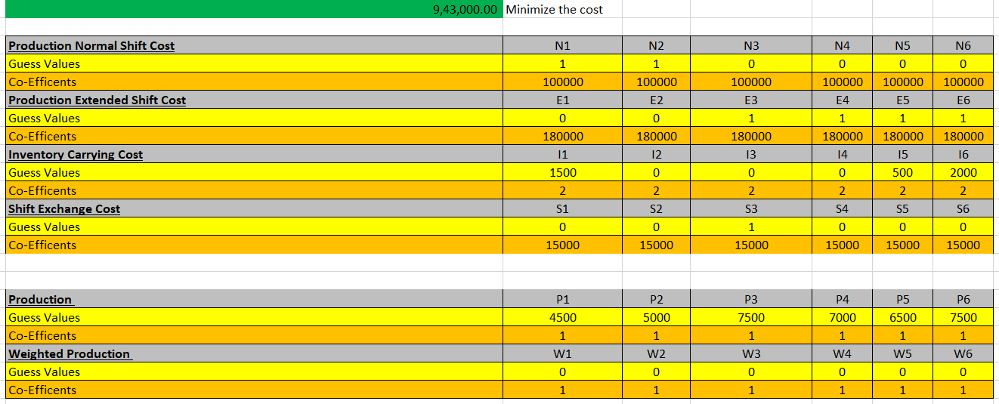 9,43,000.00 Minimize the cost
Production Normal Shift Cost N1 N2 N3 N4 N5 N6
Guess Values 1 1 0 0 0 0
Co-Efficents 100000 100000 100000 100000 100000 100000
Production Extended Shift Cost E1 E2 E3 E4 E5 E6
Guess Values 0 0 1 1 1 1
Co-Efficents 180000 180000 180000 180000 180000 180000
Inventory Carrying Cost I1 I2 I3 I4 I5 I6
Guess Values 1500 0 0 0 500 2000
Co-Efficents 2 2 2 2 2 2
Shift Exchange Cost S1 S2 S3 S4 S5 S6
Guess Values 0 0 1 0 0 0
Co-Efficents 15000 15000 15000 15000 15000 15000
Production P1 P2 P3 P4 P5 P6
Guess Values 4500 5000 7500 7000 6500 7500
Co-Efficents 1 1 1 1 1 1
Weighted Production W1 W2 W3 W4 W5 W6
Guess Values 0 0 0 0 0 0
Co-Efficents 1 1 1 1 1 1